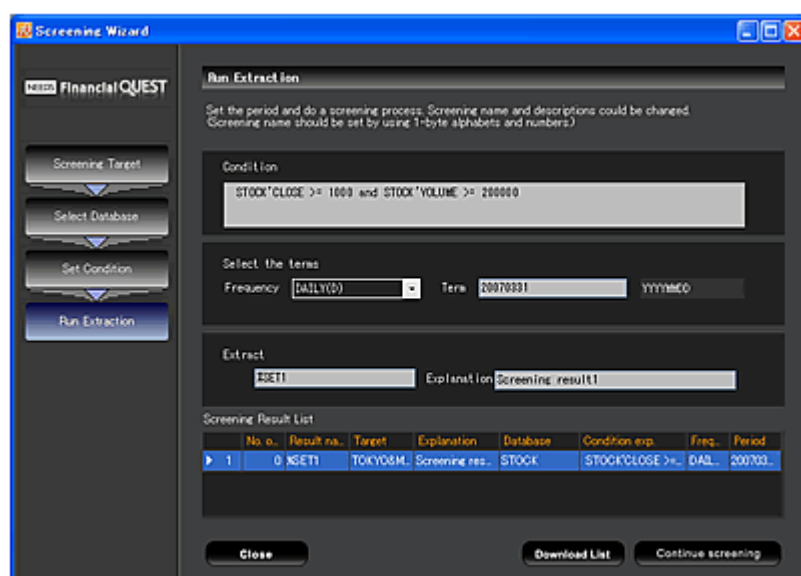 Screening Wizard
NEEDS Financial QUEST
Screening Target
Select Database
Set Condition
Run Extraction
Run Extraction
Set the period and do a screening process. Screening name and descriptions could be changed.
(Screening name should be set by using 1-byte alphabets and numbers.)
Condition
STOCK'CLOSE >= 1000 and STOCK'VOLUME >= 200000
Select the terms
Frequency DAILY(D) Term 20070331 YYYYMMDD
Extract
%SET1 Explanation Screening result1
Screening Result List
No. o... Result na... Target Explanation Database Condition exp. Freq... Period
1 0 %SET1 TOKYO&M... Screening res... STOCK STOCK'CLOSE >=... DAIL... 200703...
Close Download List Continue screening